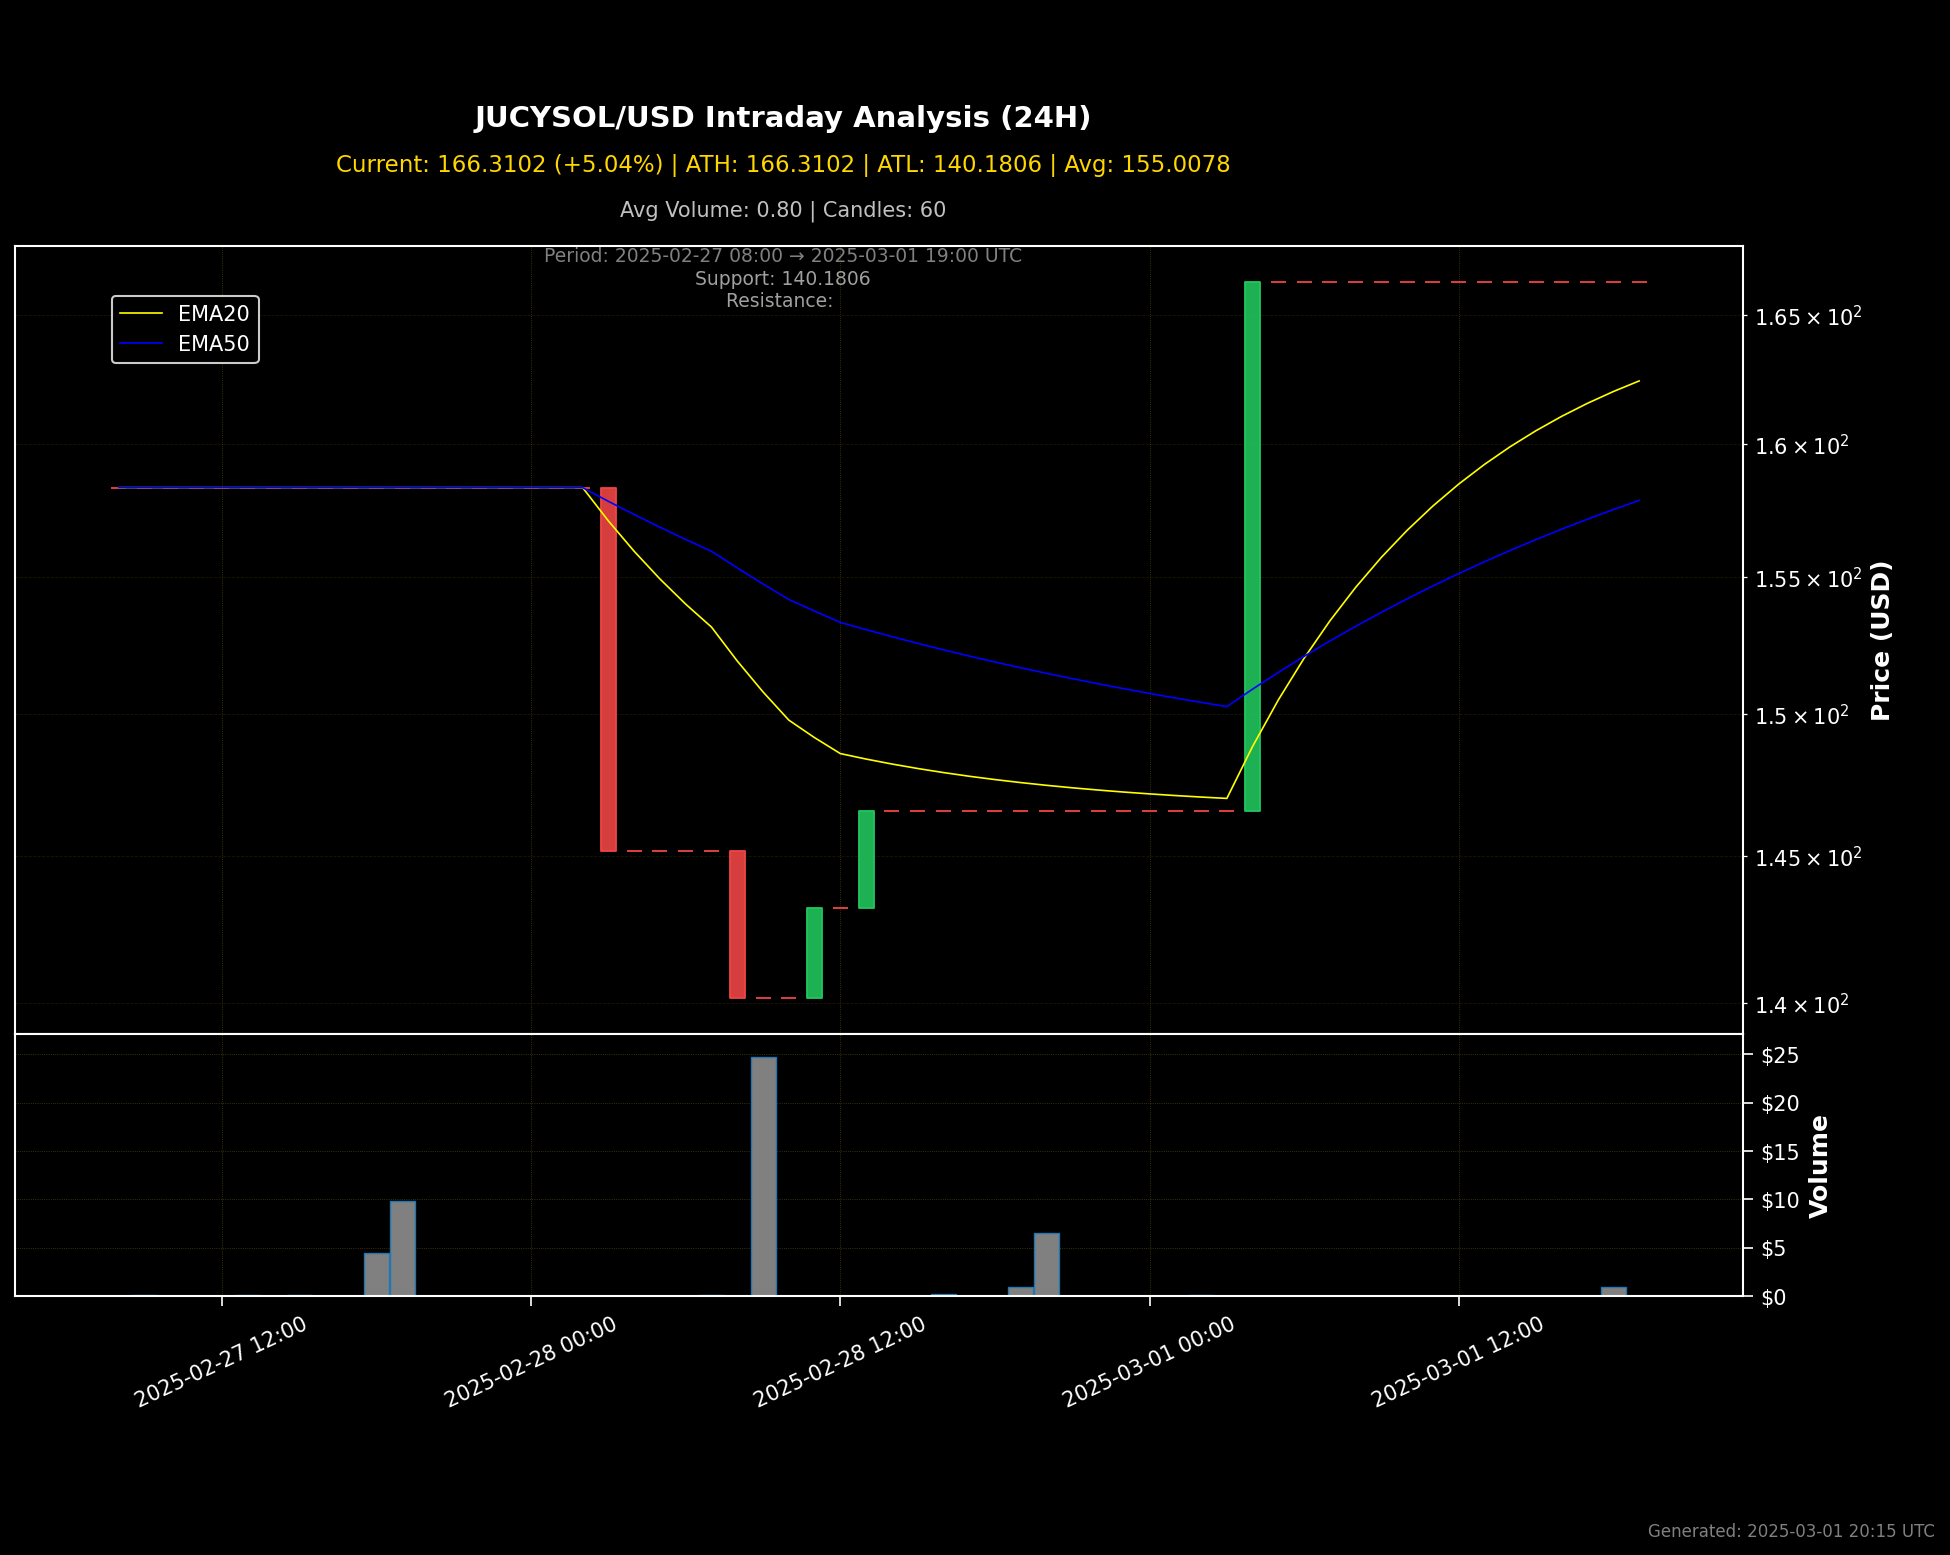 JUCYSOL/USD Intraday Analysis (24H)
Current: 166.3102 (+5.04%) | ATH: 166.3102 | ATL: 140.1806 | Avg: 155.0078
Avg Volume: 0.80 | Candles: 60
Period: 2025-02-27 08:00 → 2025-03-01 19:00 UTC
Support: 140.1806
Resistance:
EMA20
EMA50
1.65 × 10²
1.6 × 10²
1.55 × 10²
1.5 × 10²
1.45 × 10²
1.4 × 10²
Price (USD)
$25
$20
$15
$10
$5
$0
Volume
2025-02-27 12:00
2025-02-28 00:00
2025-02-28 12:00
2025-03-01 00:00
2025-03-01 12:00
Generated: 2025-03-01 20:15 UTC